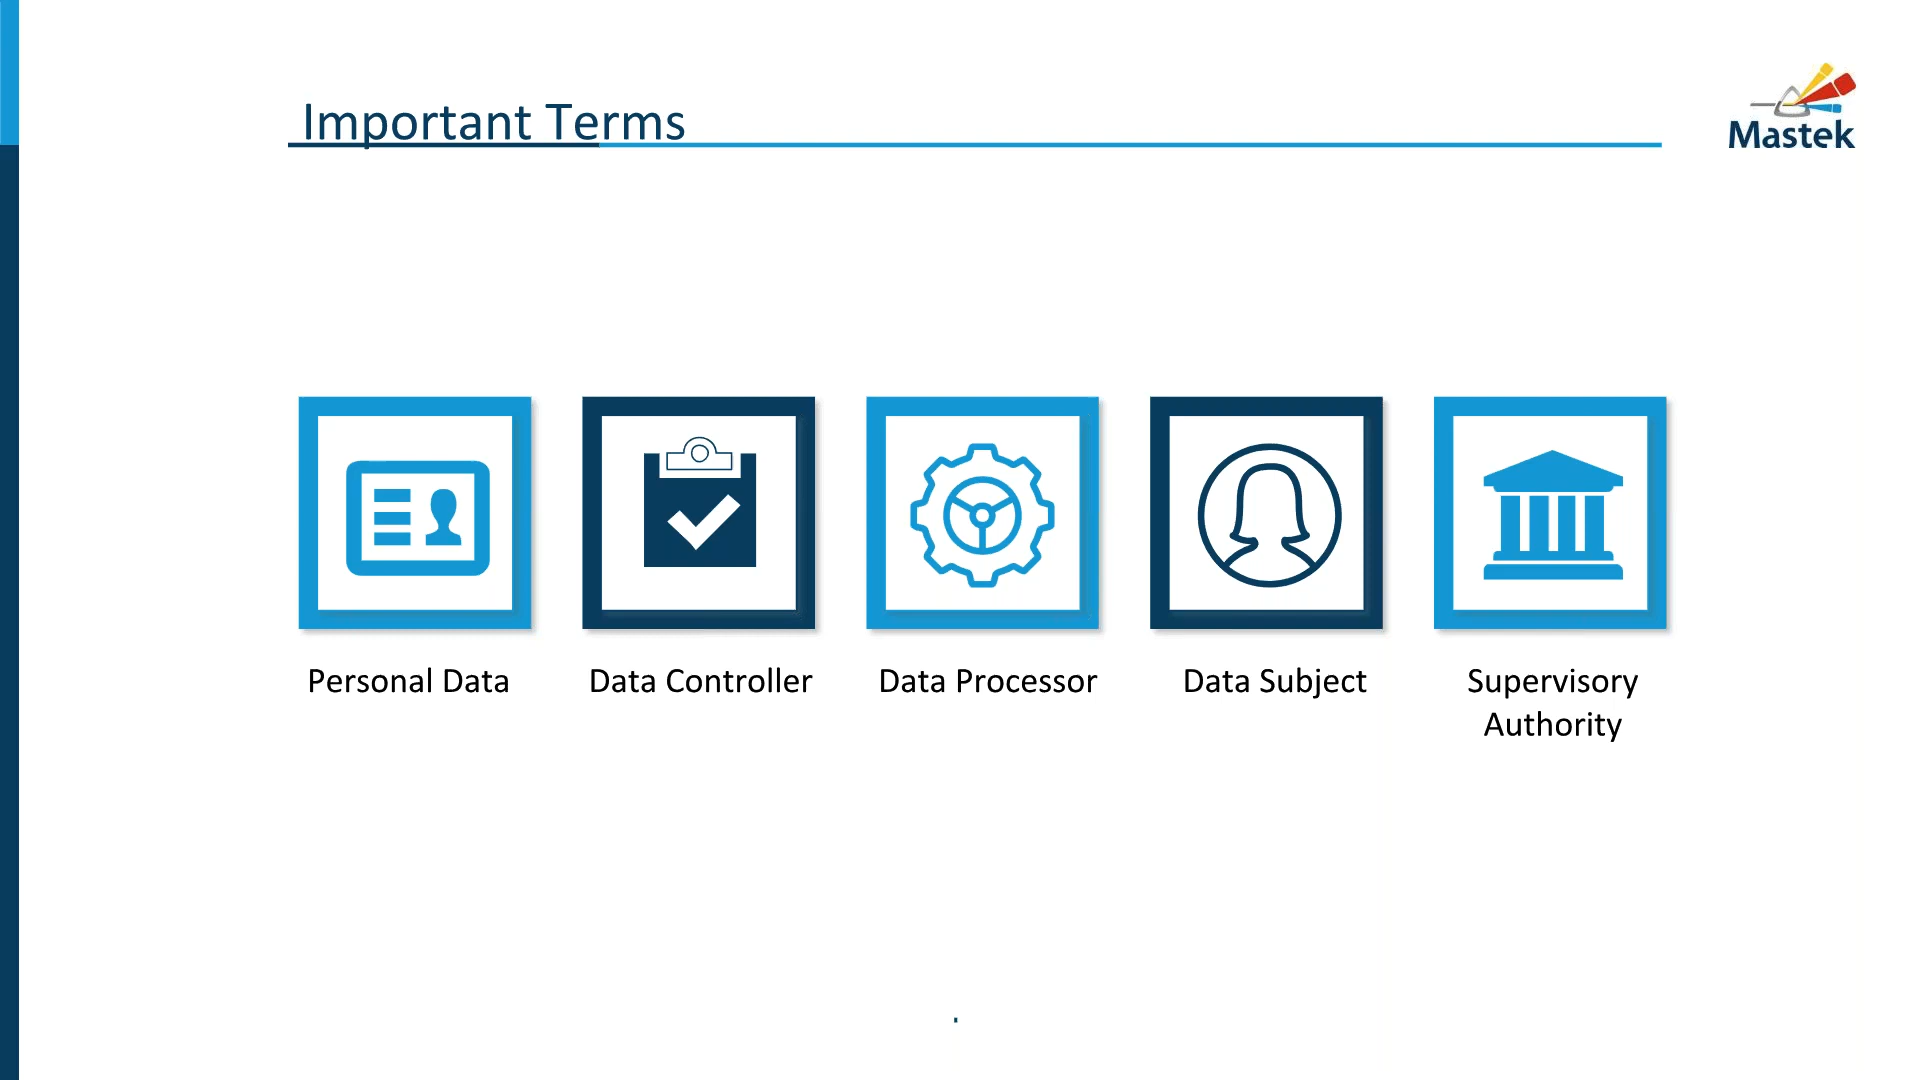 Important Terms
Mastek
Personal Data
Data Controller
Data Processor
Data Subject
Supervisory
Authority